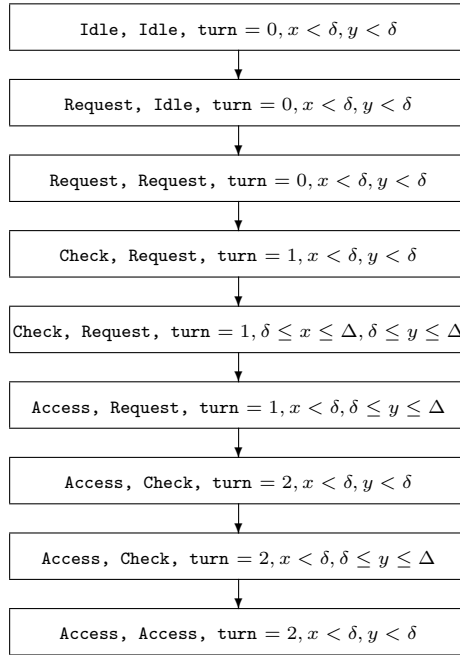 Idle, Idle, turn = 0, x < δ, y < δ
Request, Idle, turn = 0, x < δ, y < δ
Request, Request, turn = 0, x < δ, y < δ
Check, Request, turn = 1, x < δ, y < δ
Check, Request, turn = 1, δ ≤ x ≤ Δ, δ ≤ y ≤ Δ
Access, Request, turn = 1, x < δ, δ ≤ y ≤ Δ
Access, Check, turn = 2, x < δ, y < δ
Access, Check, turn = 2, x < δ, δ ≤ y ≤ Δ
Access, Access, turn = 2, x < δ, y < δ